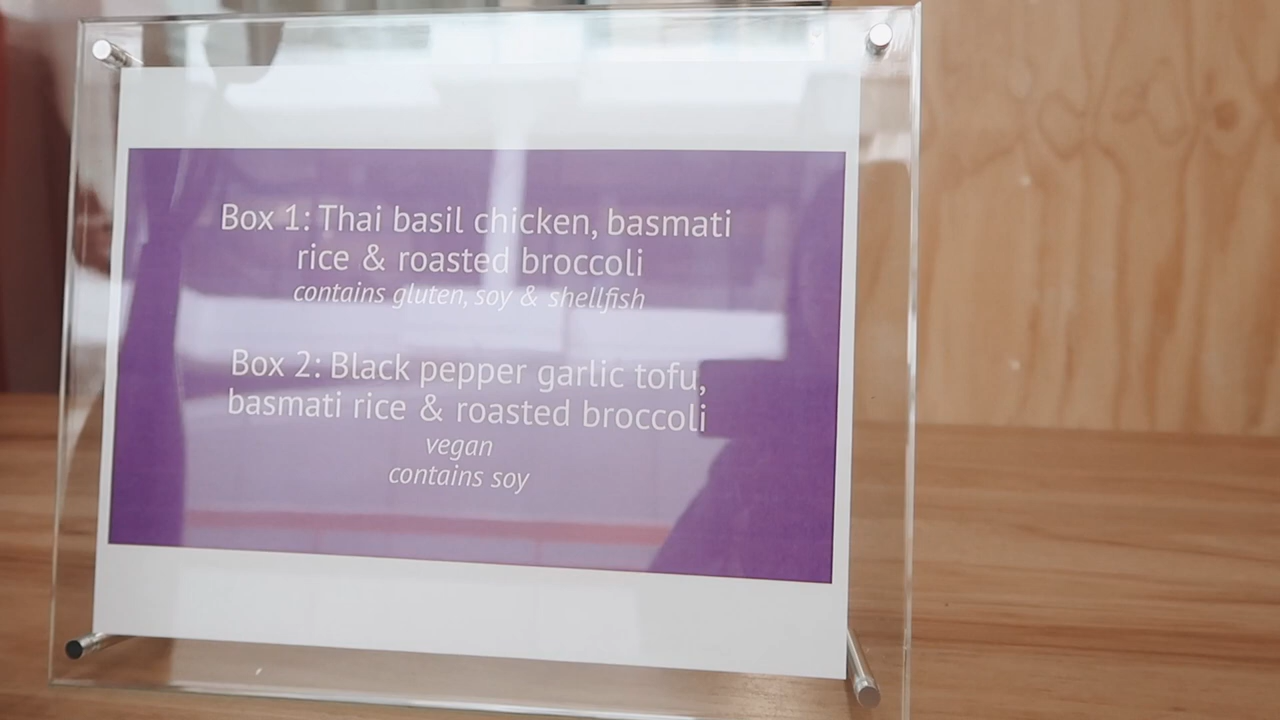 Box 1: Thai basil chicken, basmati
rice & roasted broccoli
contains gluten, soy & shellfish
Box 2: Black pepper garlic tofu,
basmati rice & roasted broccoli
vegan
contains soy